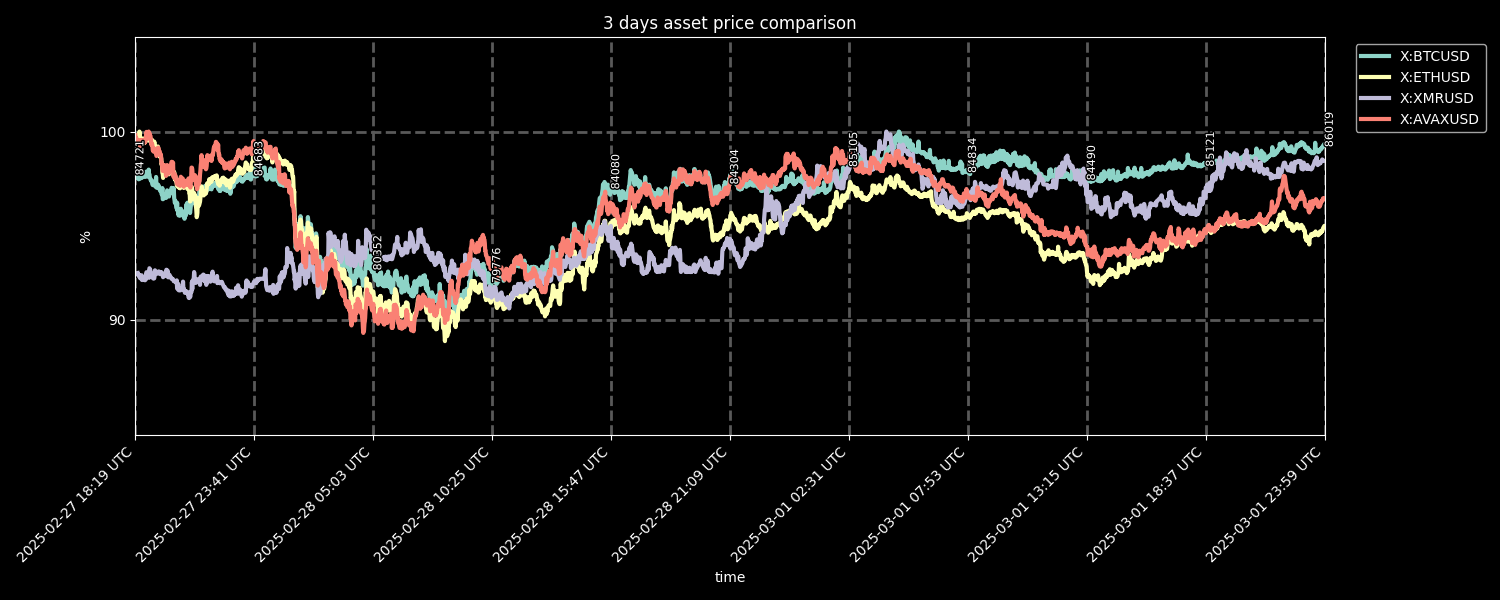 3 days asset price comparison
X:BTCUSD
X:ETHUSD
X:XMRUSD
X:AVAXUSD
%
100
90
84683
80352
79776
84080
84304
85105
84834
84490
85121
86019
2025-02-27 18:19 UTC
2025-02-27 23:41 UTC
2025-02-28 05:03 UTC
2025-02-28 10:25 UTC
2025-02-28 15:47 UTC
2025-02-28 21:09 UTC
2025-03-01 02:31 UTC
2025-03-01 07:53 UTC
2025-03-01 13:15 UTC
2025-03-01 18:37 UTC
2025-03-01 23:59 UTC
time